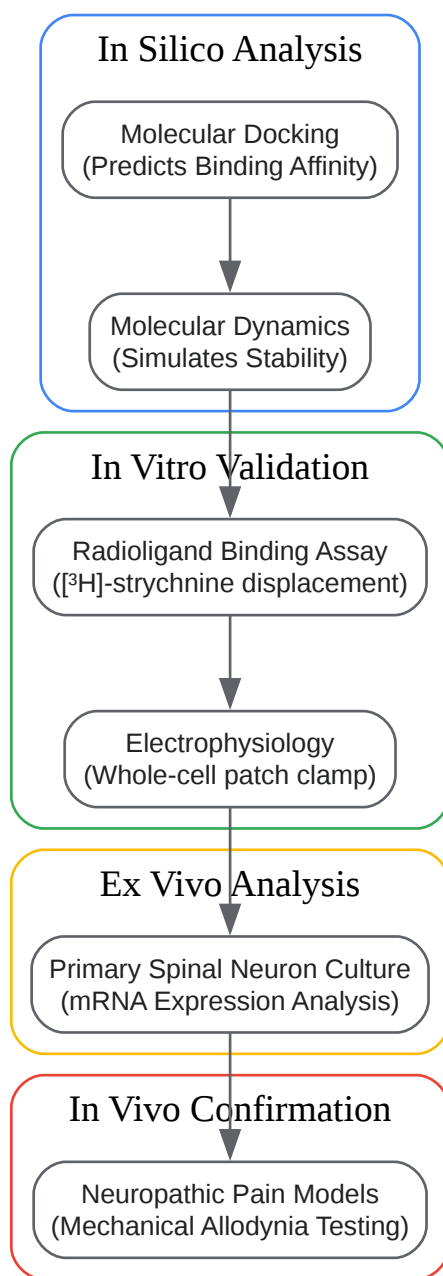 In Silico Analysis
Molecular Docking
(Predicts Binding Affinity)
Molecular Dynamics
(Simulates Stability)
In Vitro Validation
Radioligand Binding Assay
([³H]-strychnine displacement)
Electrophysiology
(Whole-cell patch clamp)
Ex Vivo Analysis
Primary Spinal Neuron Culture
(mRNA Expression Analysis)
In Vivo Confirmation
Neuropathic Pain Models
(Mechanical Allodynia Testing)